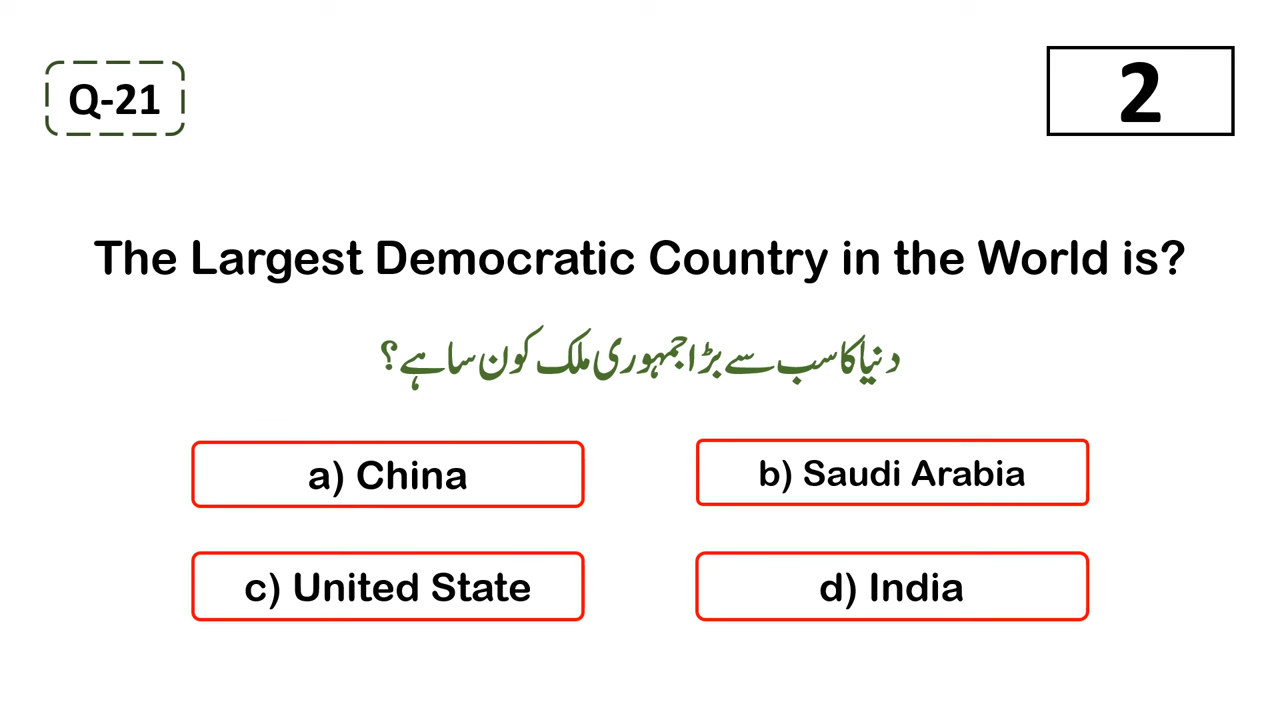 Q-21
2
The Largest Democratic Country in the World is?
دنیا کا سب سے بڑا جمہوری ملک کون سا ہے؟
a) China
b) Saudi Arabia
c) United State
d) India